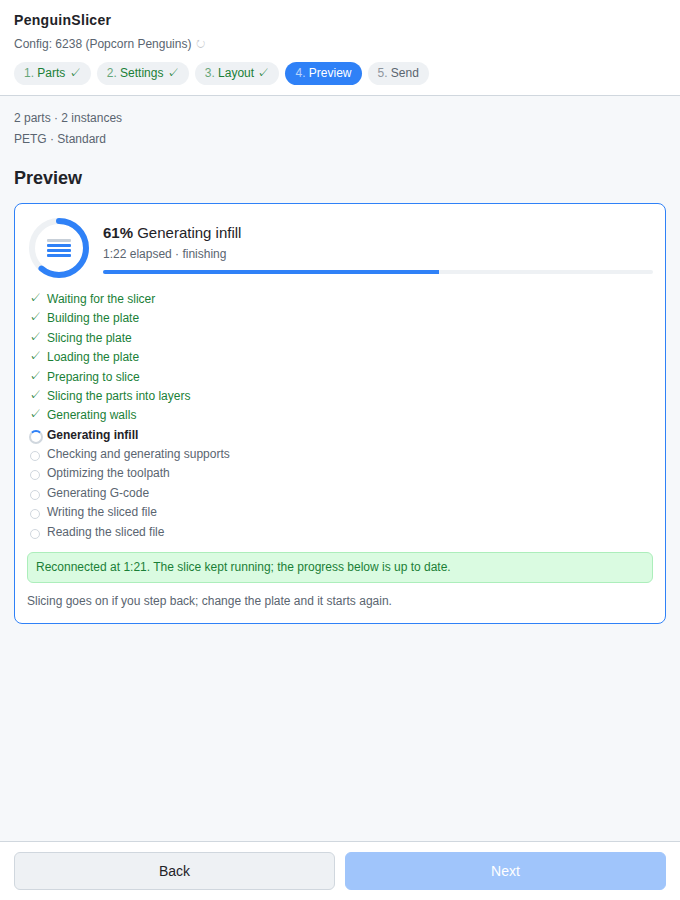 PenguinSlicer
Config: 6238 (Popcorn Penguins)
1. Parts ✓ 2. Settings ✓ 3. Layout ✓ 4. Preview 5. Send
2 parts · 2 instances
PETG · Standard
Preview
61% Generating infill
1:22 elapsed · finishing
✓ Waiting for the slicer
✓ Building the plate
✓ Slicing the plate
✓ Loading the plate
✓ Preparing to slice
✓ Slicing the parts into layers
✓ Generating walls
Generating infill
Checking and generating supports
Optimizing the toolpath
Generating G-code
Writing the sliced file
Reading the sliced file
Reconnected at 1:21. The slice kept running; the progress below is up to date.
Slicing goes on if you step back; change the plate and it starts again.
Back Next